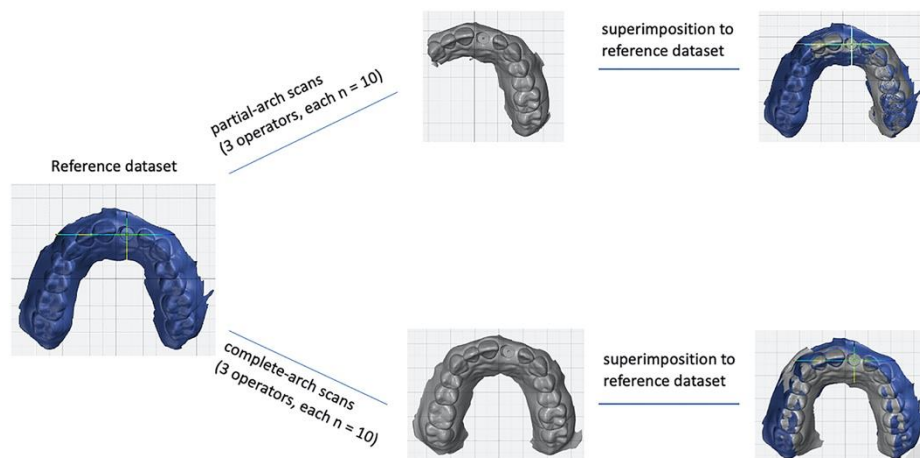 partial-arch scans
(3 operators, each n = 10)
superimposition to
reference dataset
Reference dataset
complete-arch scans
(3 operators, each n = 10)
superimposition to
reference dataset